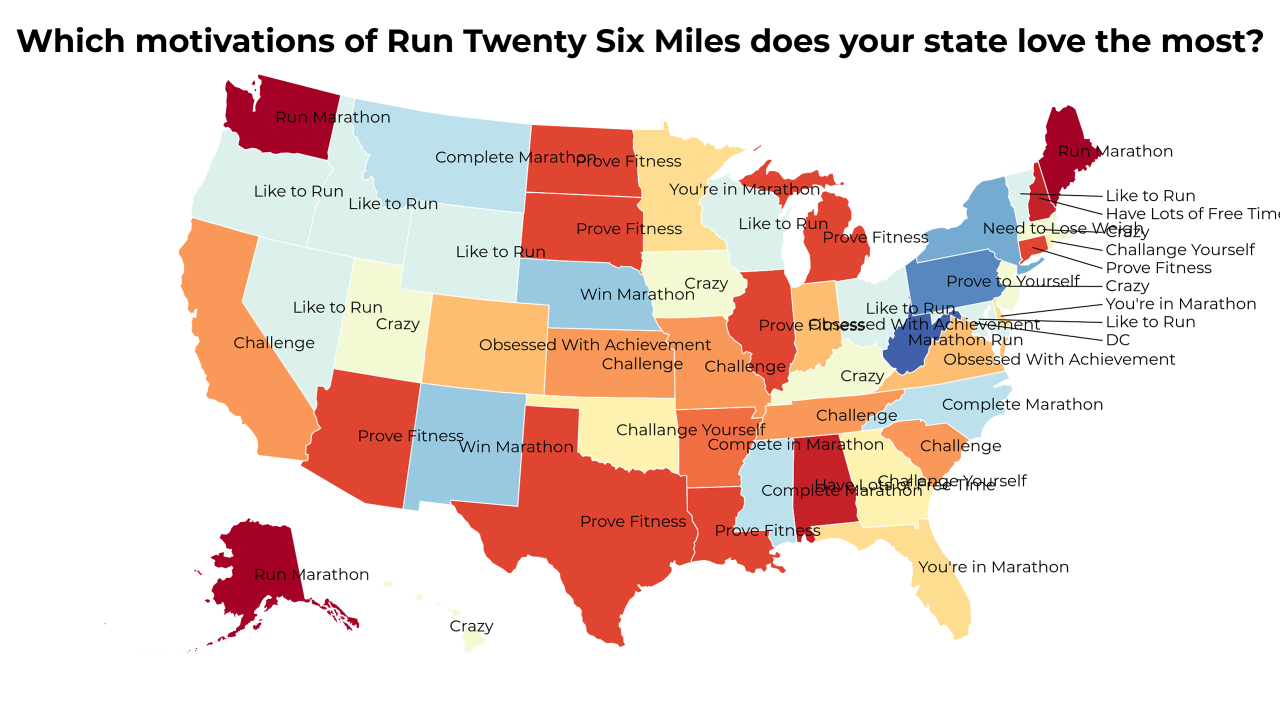 Which motivations of Run Twenty Six Miles does your state love the most?
Run Marathon
Run Marathon
Complete Marathon
Prove Fitness
You're in Marathon
Like to Run
Like to Run
Like to Run
Have Lots of Free Time
Like to Run
Prove Fitness
Like to Run
Prove Fitness
Need to Lose Weigh
Crazy
Challange Yourself
Like to Run
Prove Fitness
Prove to Yourself
Crazy
Crazy
Win Marathon
You're in Marathon
Like to Run
Like to Run
Crazy
Prove Fitness
Obsessed With Achievement
Like to Run
Challenge
Obsessed With Achievement
Marathon Run
DC
Challenge
Challenge
Obsessed With Achievement
Crazy
Complete Marathon
Challenge
Prove Fitness
Win Marathon
Challange Yourself
Compete in Marathon
Challenge
Complete Marathon
Have Lots of Free Time
Challange Yourself
Prove Fitness
Prove Fitness
You're in Marathon
Run Marathon
Crazy